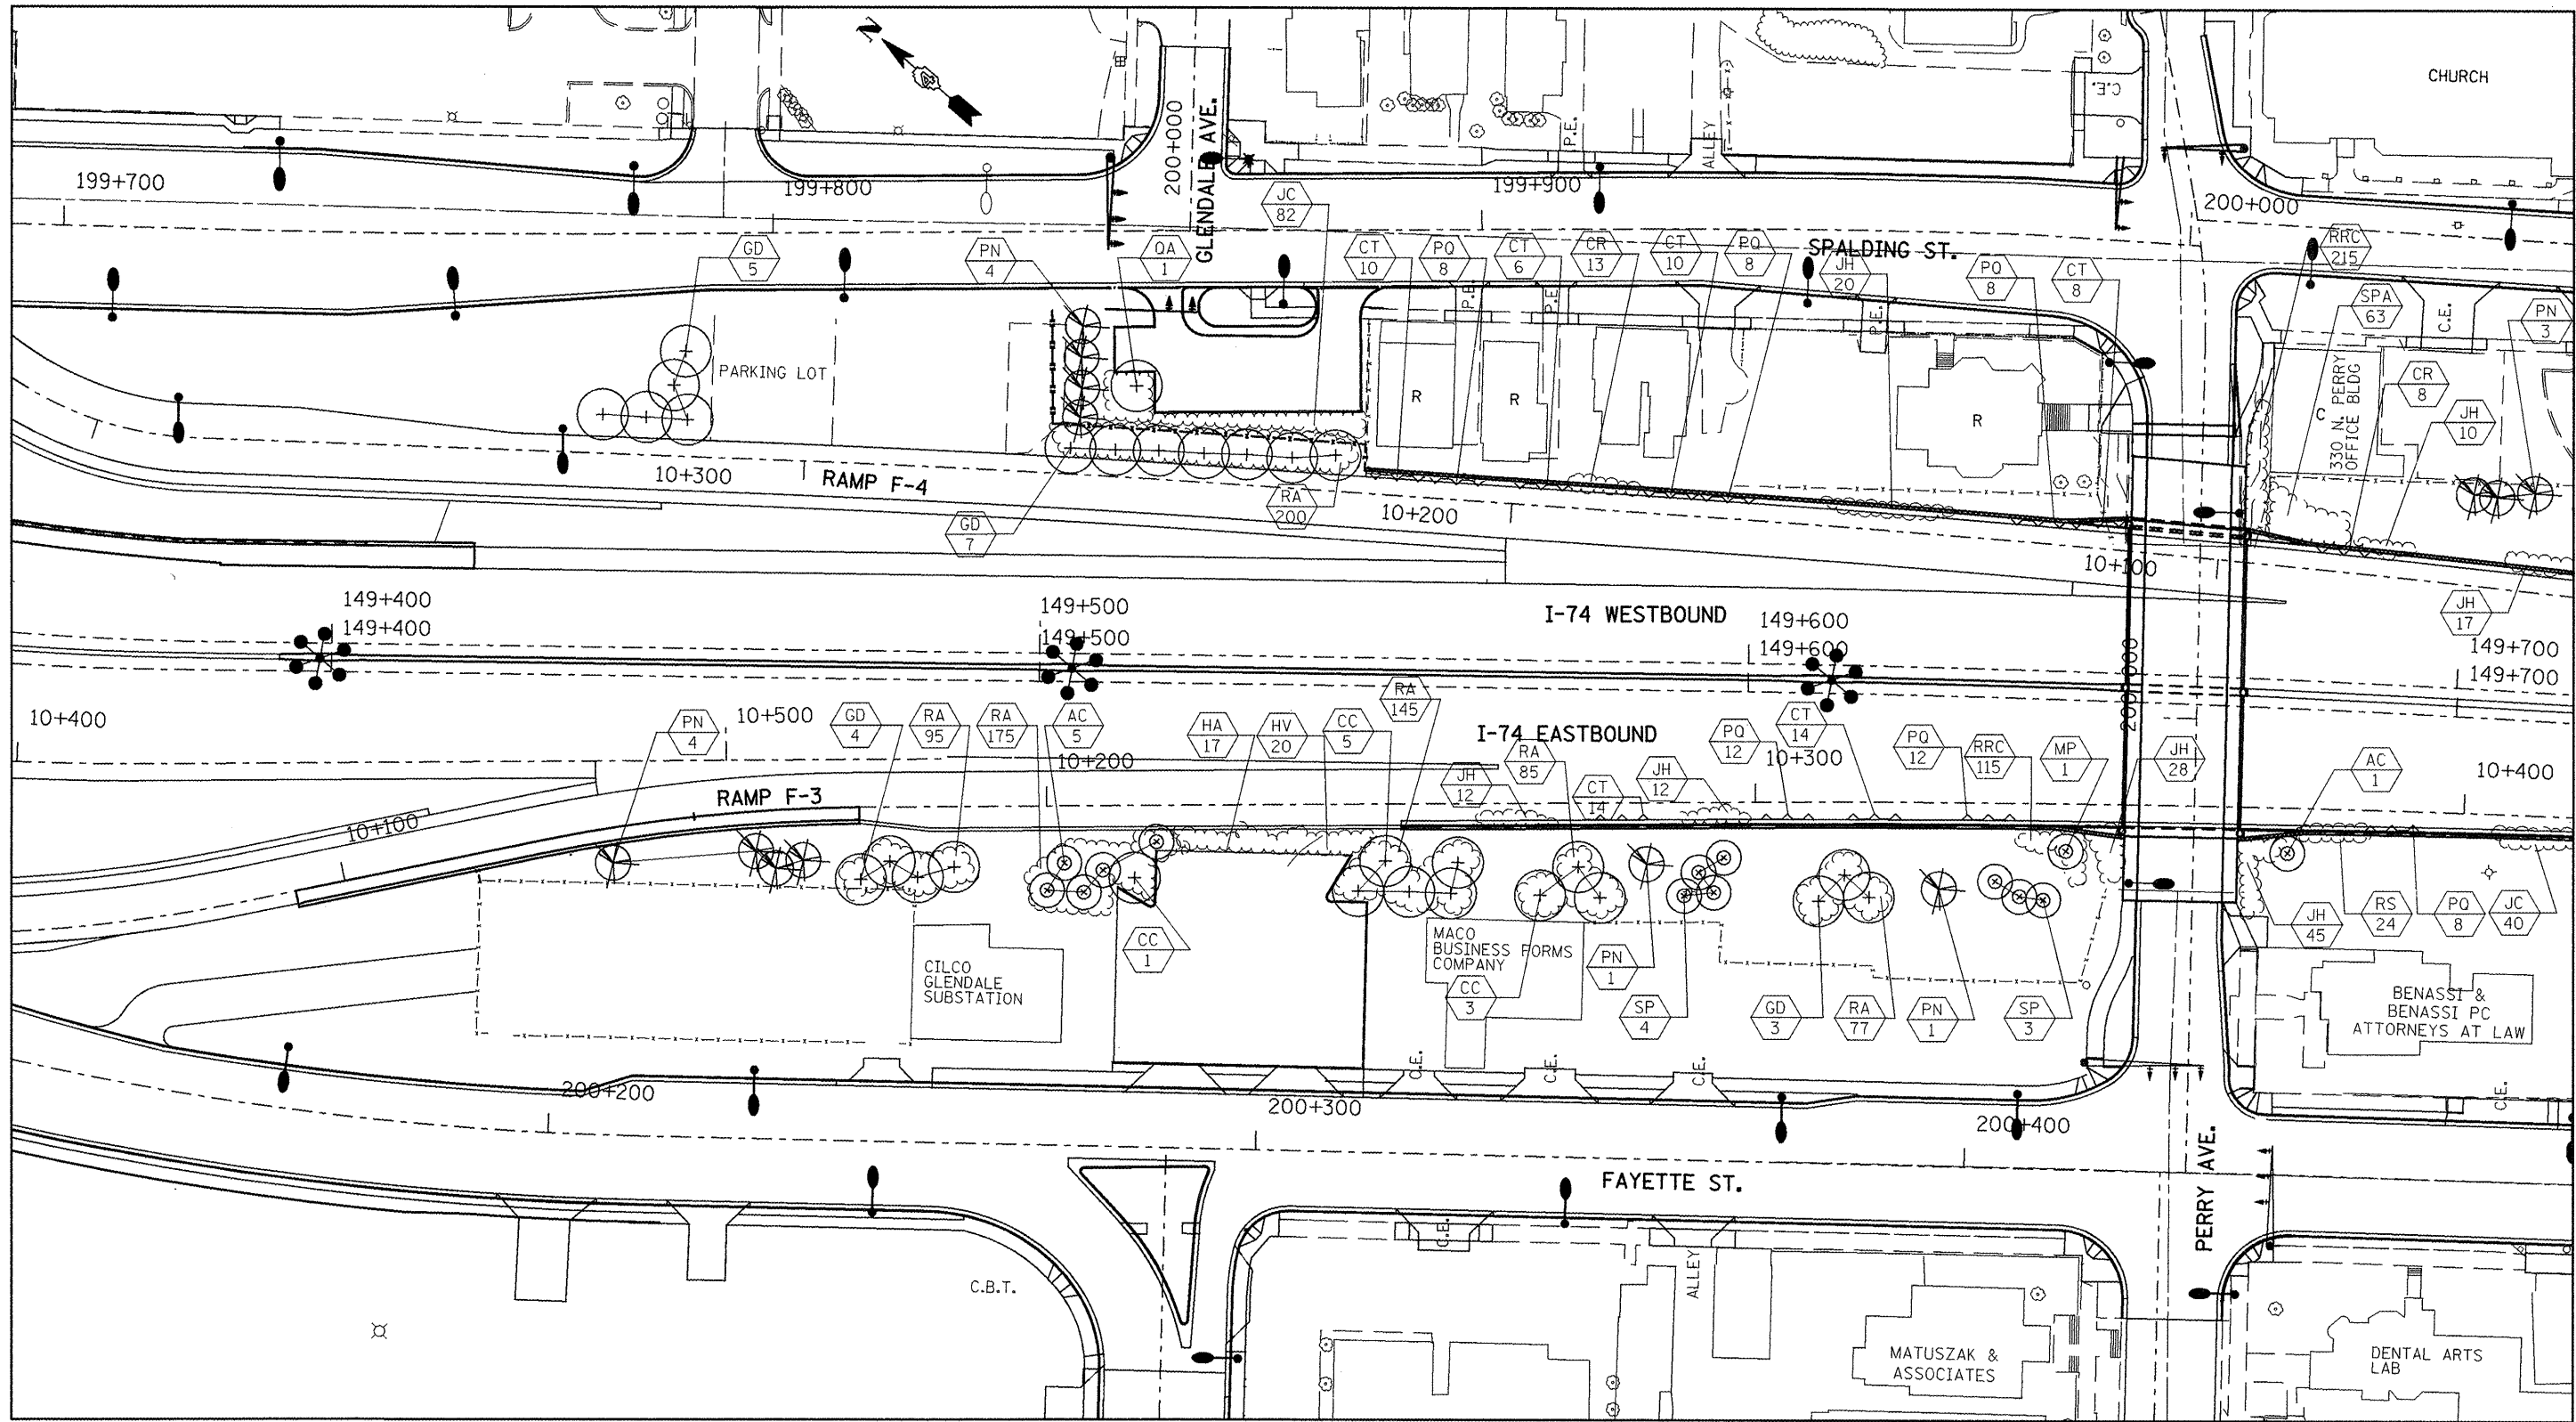 N
CHURCH
C.E.
P.E.
ALLEY
GLENDALE AVE.
200+000
199+700
199+800
199+900
200+000
SPALDING ST.
JC
82
GD
5
PN
4
QA
1
CT
10
PQ
8
CT
6
CR
13
CT
10
PQ
8
JH
20
PQ
8
CT
8
RRC
215
SPA
63
C.E.
PN
3
P.E.
P.E.
P.E.
PARKING LOT
R
R
R
C
330 N. PERRY
OFFICE BLDG
CR
8
JH
10
10+300
RAMP F-4
RA
200
10+200
GD
7
10+100
JH
17
149+400
149+400
149+500
149+500
I-74 WESTBOUND
149+600
149+600
200+000
149+700
149+700
10+400
10+500
PN
4
GD
4
RA
95
RA
175
AC
5
HA
17
HV
20
CC
5
RA
145
I-74 EASTBOUND
10+200
JH
12
RA
85
CT
14
JH
12
PQ
12
CT
14
10+300
PQ
12
RRC
115
MP
1
JH
28
AC
1
10+400
RAMP F-3
10+100
CILCO
GLENDALE
SUBSTATION
CC
1
MACO
BUSINESS FORMS
COMPANY
CC
3
PN
1
SP
4
GD
3
RA
77
PN
1
SP
3
JH
45
RS
24
PQ
8
JC
40
BENASSI &
BENASSI PC
ATTORNEYS AT LAW
C.E.
C.E.
C.E.
C.E.
200+200
200+300
200+400
FAYETTE ST.
PERRY AVE.
C.B.T.
C.E.
ALLEY
MATUSZAK &
ASSOCIATES
DENTAL ARTS
LAB